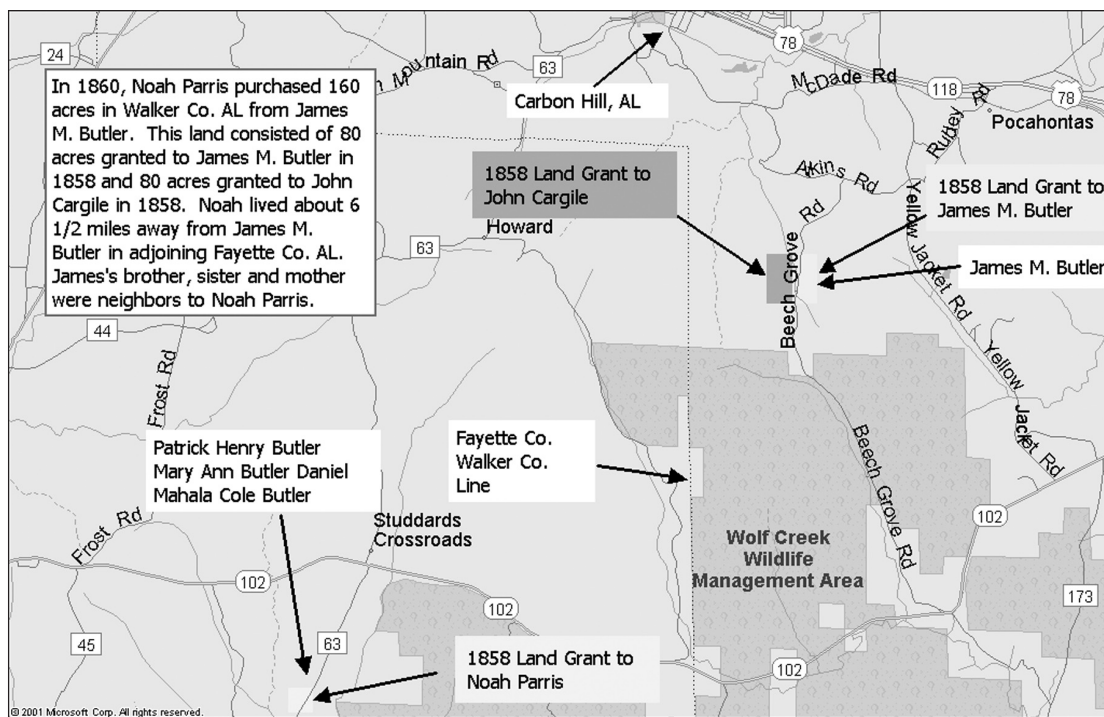 24
In 1860, Noah Parris purchased 160
acres in Walker Co. AL from James
M. Butler. This land consisted of 80
acres granted to James M. Butler in
1858 and 80 acres granted to John
Cargile in 1858. Noah lived about 6
1/2 miles away from James M.
Butler in adjoining Fayette Co. AL.
James's brother, sister and mother
were neighbors to Noah Parris.
Mountain Rd
63
Carbon Hill, AL
78
McDade Rd
118
78
Pocahontas
1858 Land Grant to
John Cargile
Rd
1858 Land Grant to
James M. Butler
James M. Butler
Howard
63
Beech Grove Rd
Yellow Jacket Rd
Yellow Jacket Rd
44
Frost Rd
Patrick Henry Butler
Mary Ann Butler Daniel
Mahala Cole Butler
Fayette Co.
Walker Co.
Line
Beech Grove Rd
Studdards
Crossroads
Frost Rd
102
Wolf Creek
Wildlife
Management Area
102
102
173
45
63
1858 Land Grant to
Noah Parris
102
© 2001 Microsoft Corp. All rights reserved.